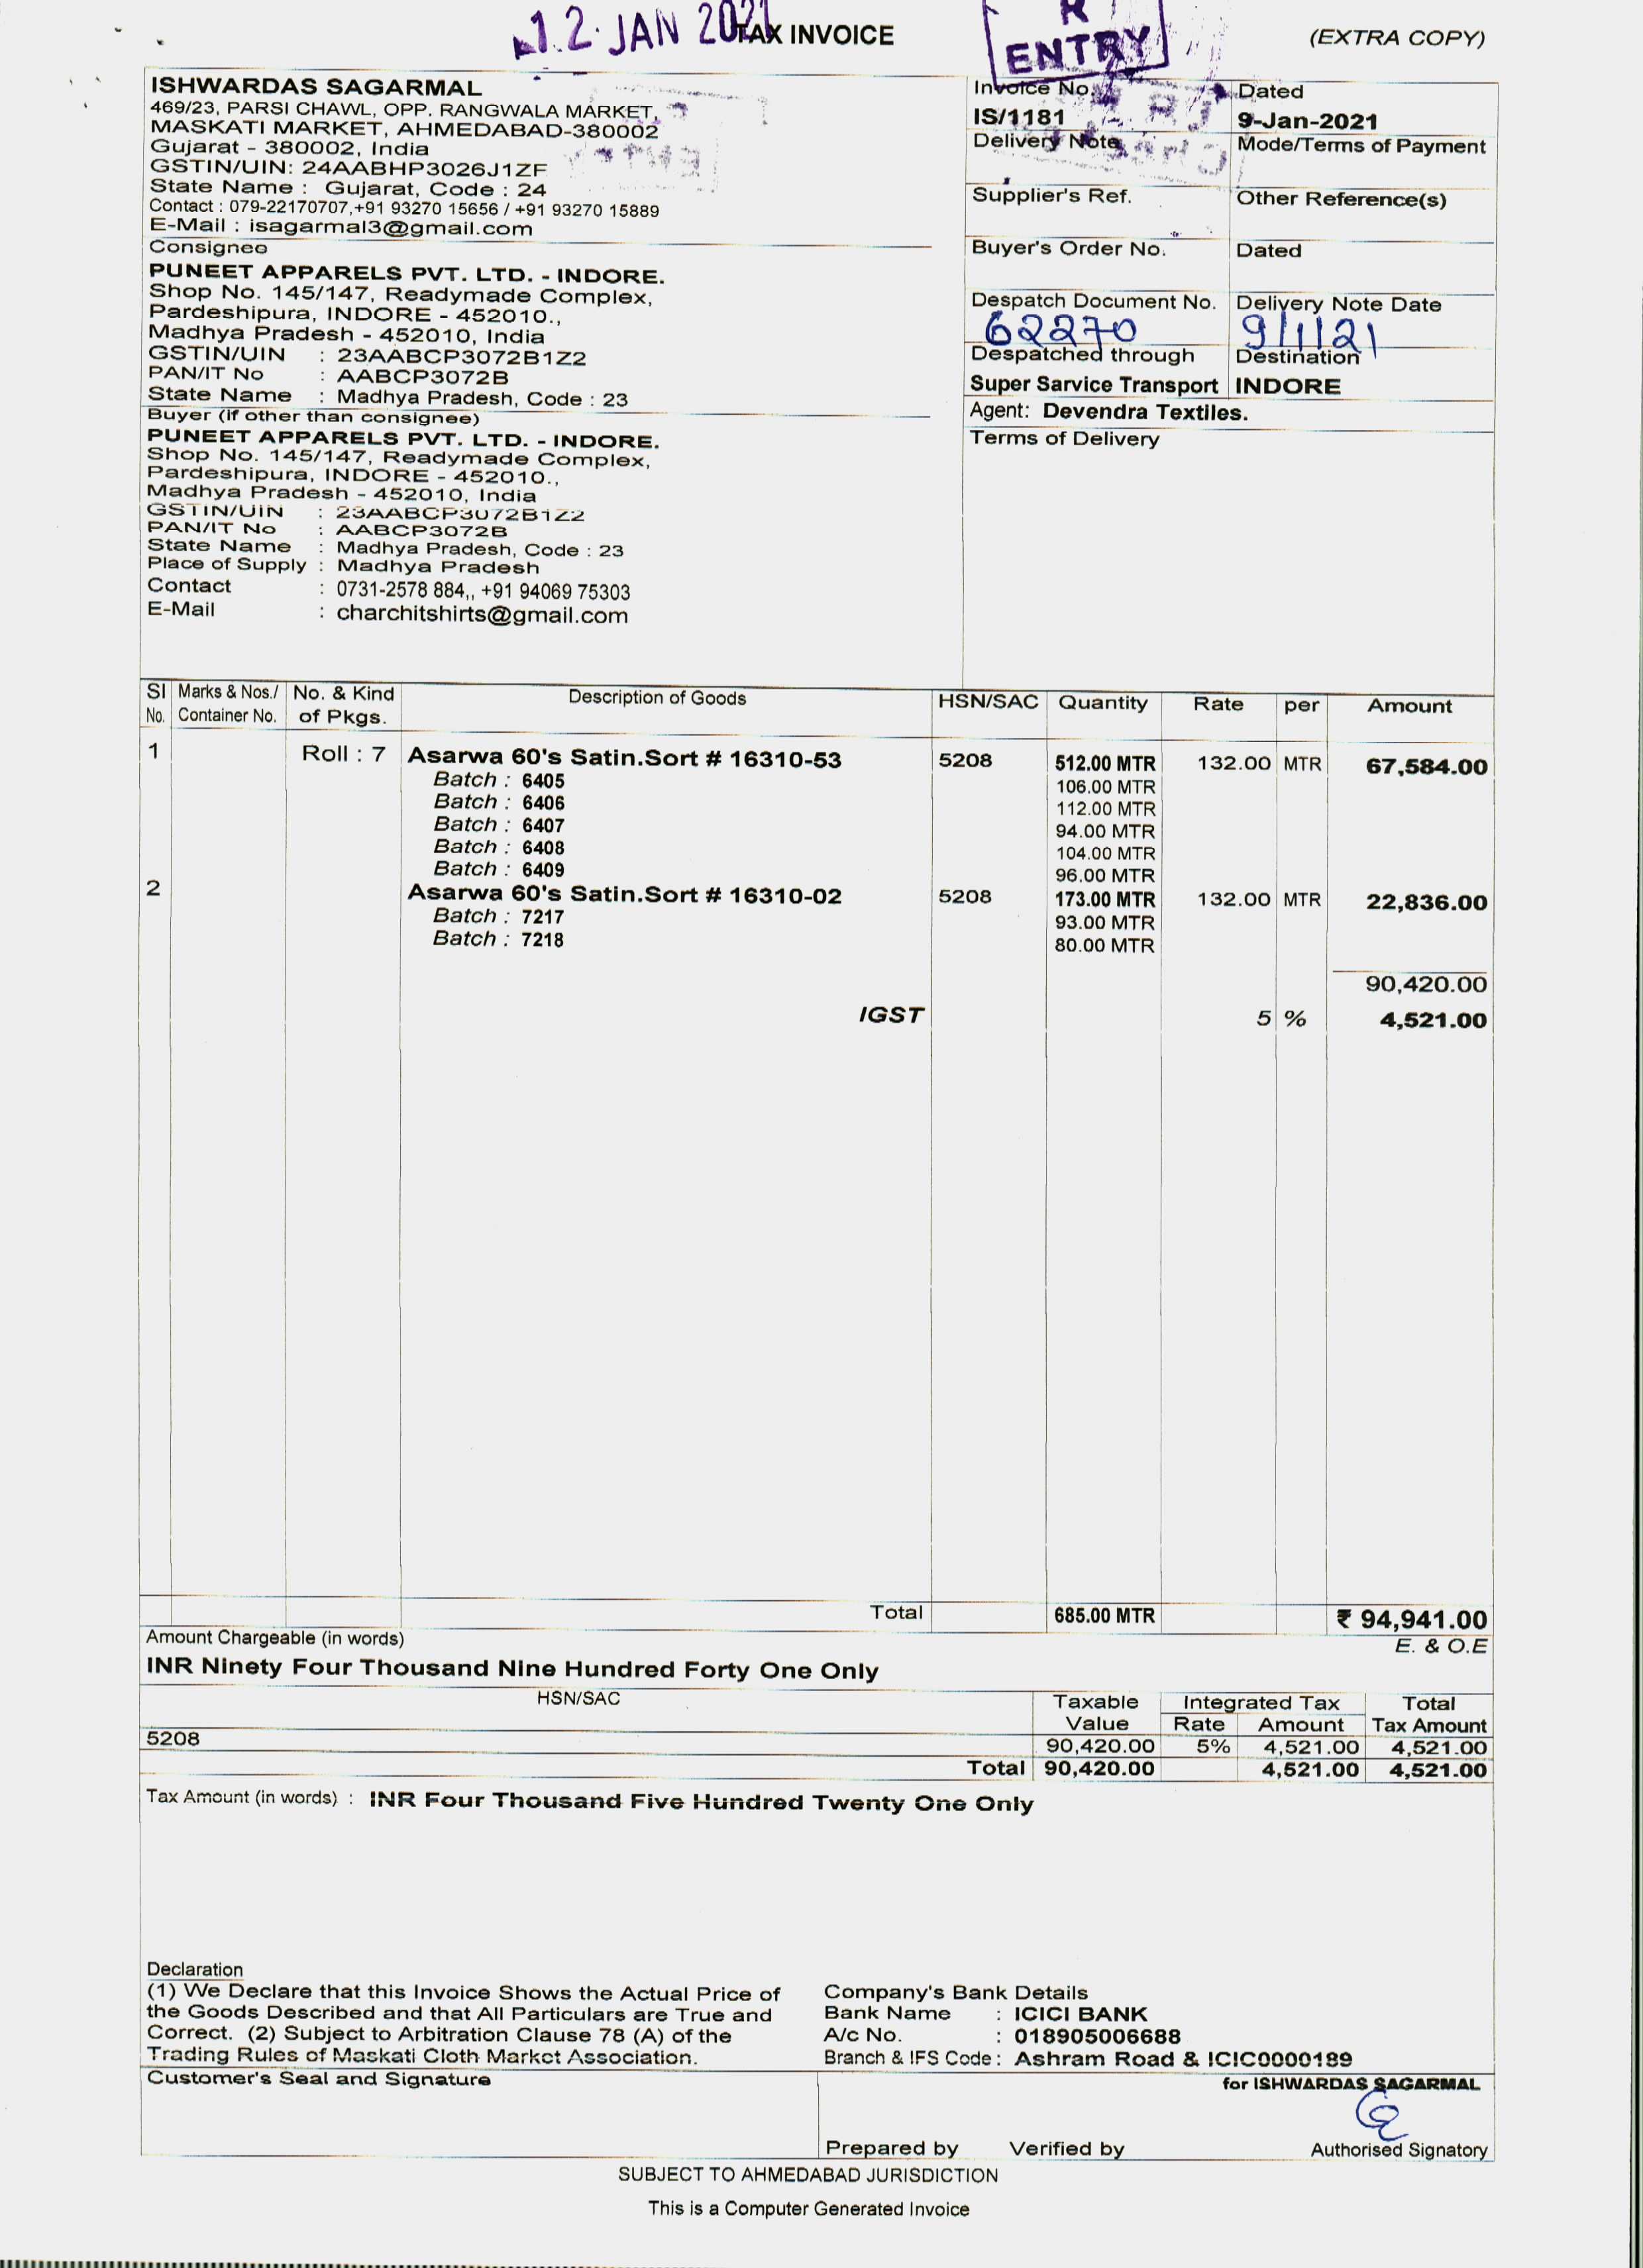 12 JAN 2021
TAX INVOICE
(EXTRA COPY)
ENTRY
ISHWARDAS SAGARMAL
469/23, PARSI CHAWL, OPP. RANGWALA MARKET,
MASKATI MARKET, AHMEDABAD-380002
Gujarat - 380002, India
GSTIN/UIN: 24AABHP3026J1ZF
State Name : Gujarat, Code : 24
Contact : 079-22170707,+91 93270 15656 / +91 93270 15889
E-Mail : isagarmal3@gmail.com
Invoice No.
IS/1181
Dated
9-Jan-2021
Delivery Note
Mode/Terms of Payment
Supplier's Ref.
Other Reference(s)
Buyer's Order No.
Dated
Despatch Document No.
62270
Delivery Note Date
9/1/21
Despatched through
Super Sarvice Transport
Destination
INDORE
Agent: Devendra Textiles.
Terms of Delivery
Consignee
PUNEET APPARELS PVT. LTD. - INDORE.
Shop No. 145/147, Readymade Complex,
Pardeshipura, INDORE - 452010.,
Madhya Pradesh - 452010, India
GSTIN/UIN : 23AABCP3072B1Z2
PAN/IT No : AABCP3072B
State Name : Madhya Pradesh, Code : 23
Buyer (if other than consignee)
PUNEET APPARELS PVT. LTD. - INDORE.
Shop No. 145/147, Readymade Complex,
Pardeshipura, INDORE - 452010.,
Madhya Pradesh - 452010, India
GSTIN/UIN : 23AABCP3072B1Z2
PAN/IT No : AABCP3072B
State Name : Madhya Pradesh, Code : 23
Place of Supply : Madhya Pradesh
Contact : 0731-2578 884,, +91 94069 75303
E-Mail : charchitshirts@gmail.com
Sl No. Marks & Nos./ Container No. No. & Kind of Pkgs. Description of Goods HSN/SAC Quantity Rate per Amount
1 Roll : 7 Asarwa 60's Satin.Sort # 16310-53 5208 512.00 MTR 132.00 MTR 67,584.00
Batch : 6405 106.00 MTR
Batch : 6406 112.00 MTR
Batch : 6407 94.00 MTR
Batch : 6408 104.00 MTR
Batch : 6409 96.00 MTR
2 Asarwa 60's Satin.Sort # 16310-02 5208 173.00 MTR 132.00 MTR 22,836.00
Batch : 7217 93.00 MTR
Batch : 7218 80.00 MTR
90,420.00
IGST 5 % 4,521.00
Total 685.00 MTR ₹ 94,941.00
Amount Chargeable (in words) E. & O.E
INR Ninety Four Thousand Nine Hundred Forty One Only
HSN/SAC Taxable Value Integrated Tax Rate Amount Total Tax Amount
5208 90,420.00 5% 4,521.00 4,521.00
Total 90,420.00 4,521.00 4,521.00
Tax Amount (in words) : INR Four Thousand Five Hundred Twenty One Only
Declaration
(1) We Declare that this Invoice Shows the Actual Price of
the Goods Described and that All Particulars are True and
Correct. (2) Subject to Arbitration Clause 78 (A) of the
Trading Rules of Maskati Cloth Market Association.
Company's Bank Details
Bank Name : ICICI BANK
A/c No. : 018905006688
Branch & IFS Code : Ashram Road & ICIC0000189
Customer's Seal and Signature
for ISHWARDAS SAGARMAL
Prepared by Verified by Authorised Signatory
SUBJECT TO AHMEDABAD JURISDICTION
This is a Computer Generated Invoice